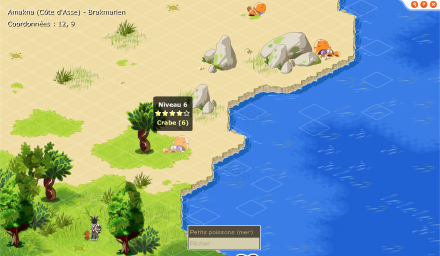 Amakna (Côte d'Asse) - Brakmarien
Coordonnées : 12, 9
Niveau 6
Crabe (6)
Petits poissons (mer)
Pêcher